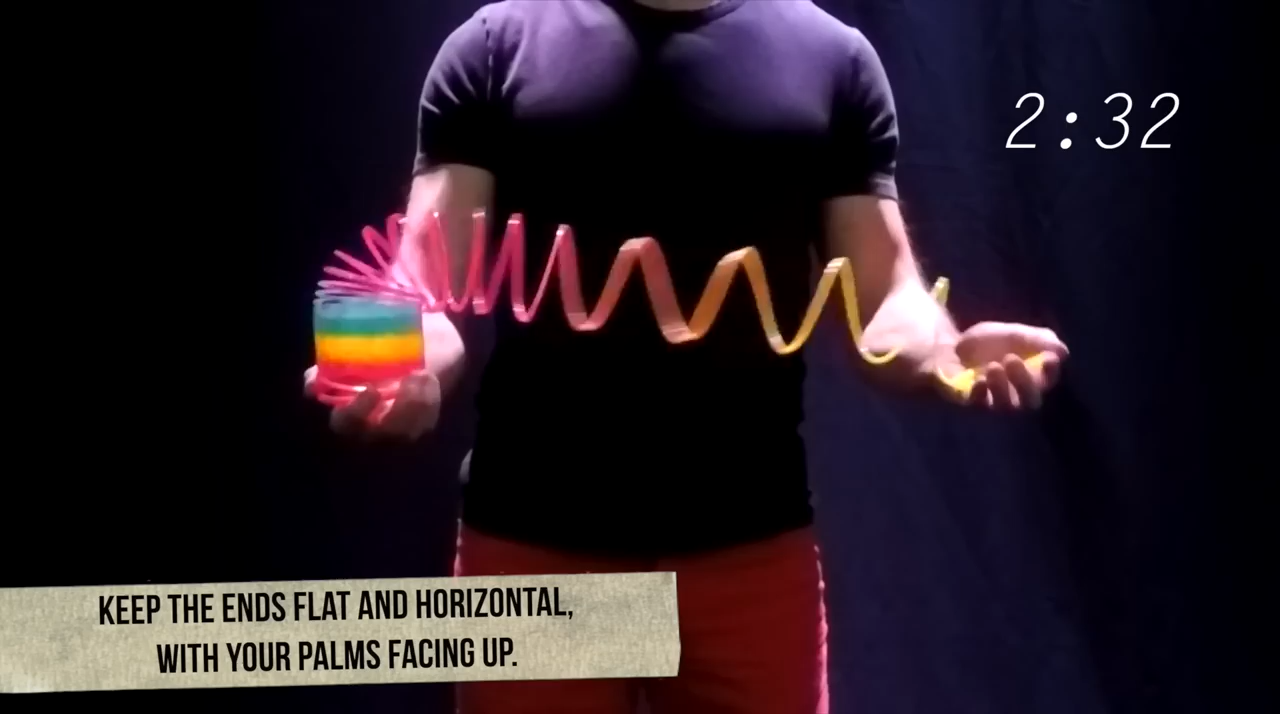 2:32
KEEP THE ENDS FLAT AND HORIZONTAL,
WITH YOUR PALMS FACING UP.